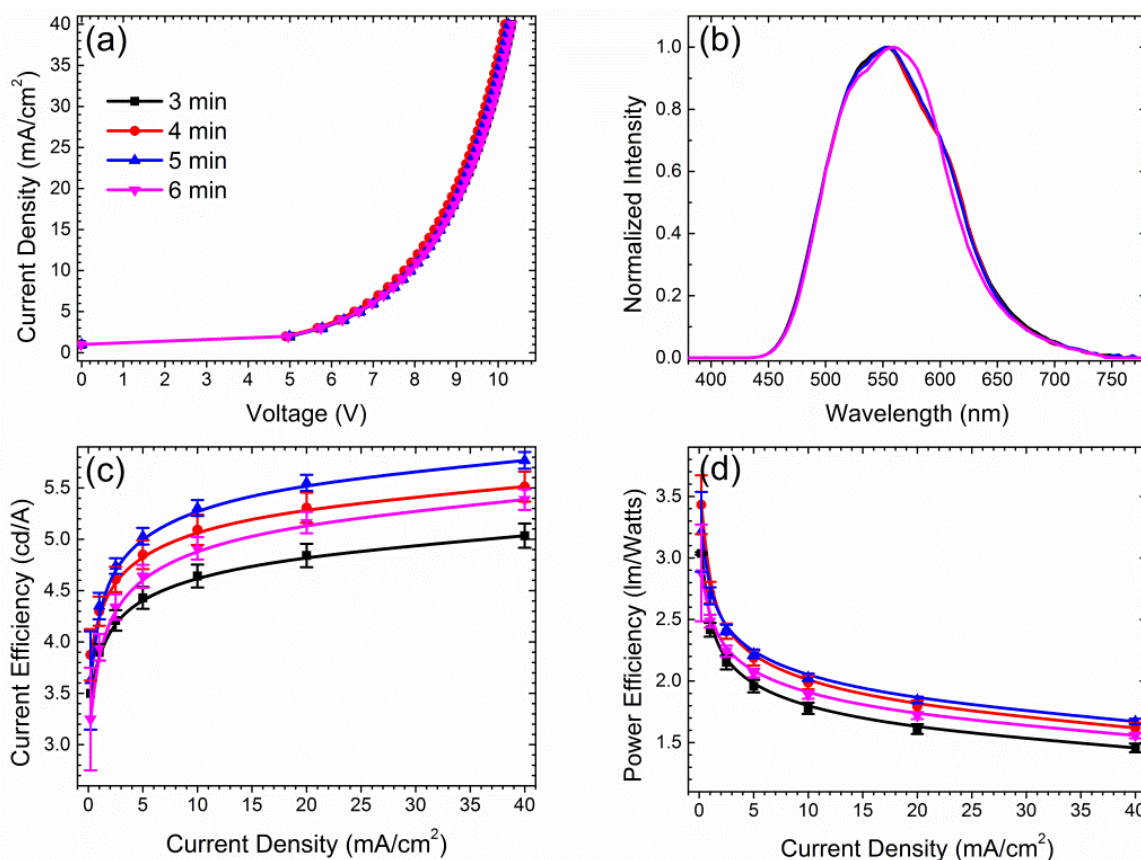 (a)
40
35
30
25
20
15
10
5
0
Current Density (mA/cm²)
3 min
4 min
5 min
6 min
0 1 2 3 4 5 6 7 8 9 10
Voltage (V)
(b)
1.0
0.8
0.6
0.4
0.2
0.0
Normalized Intensity
400 450 500 550 600 650 700 750
Wavelength (nm)
(c)
5.5
5.0
4.5
4.0
3.5
3.0
Current Efficiency (cd/A)
0 5 10 15 20 25 30 35 40
Current Density (mA/cm²)
(d)
3.5
3.0
2.5
2.0
1.5
Power Efficiency (lm/Watts)
0 5 10 15 20 25 30 35 40
Current Density (mA/cm²)